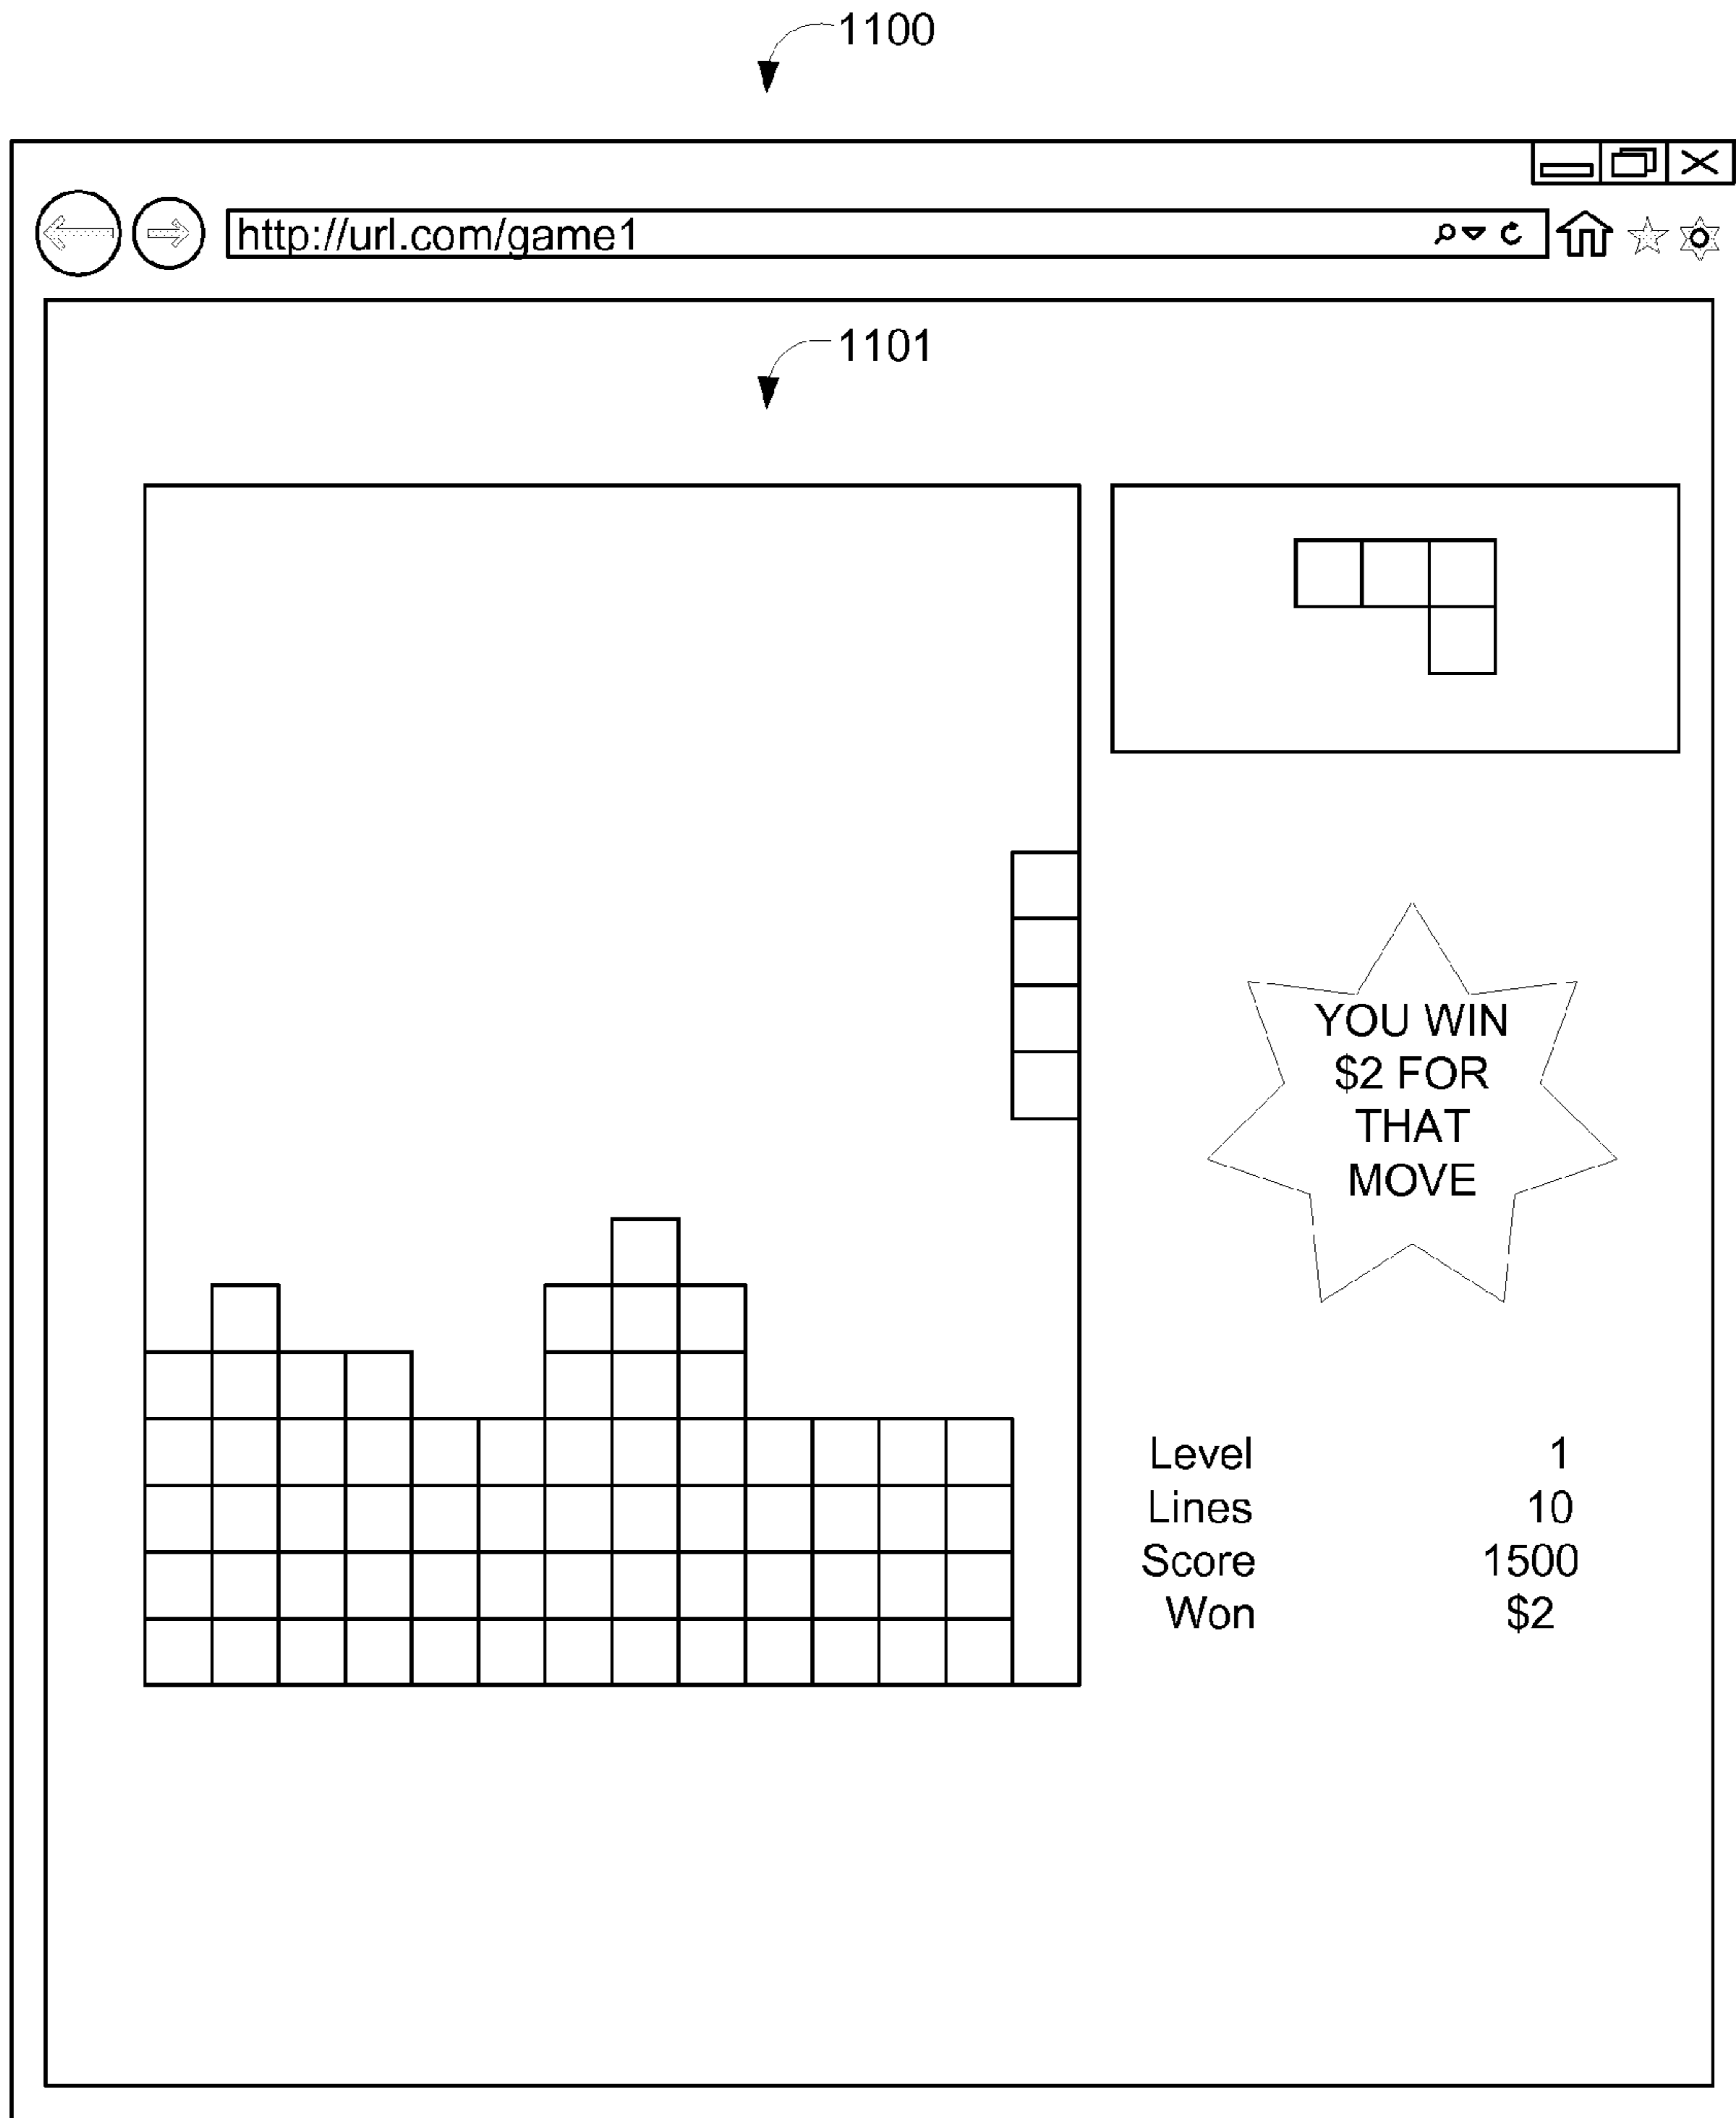 1100
http://url.com/game1
1101
YOU WIN
$2 FOR
THAT
MOVE
Level 1
Lines 10
Score 1500
Won $2